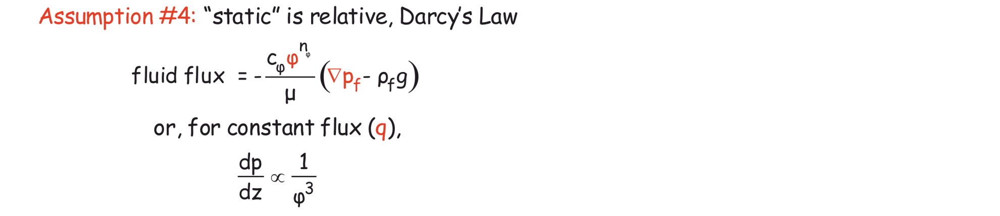 Assumption #4: “static” is relative, Darcy’s Law
fluid flux = - c_φ φ^{n_φ} / μ (∇p_f - ρ_f g)
or, for constant flux (q),
dp/dz ∝ 1/φ^3